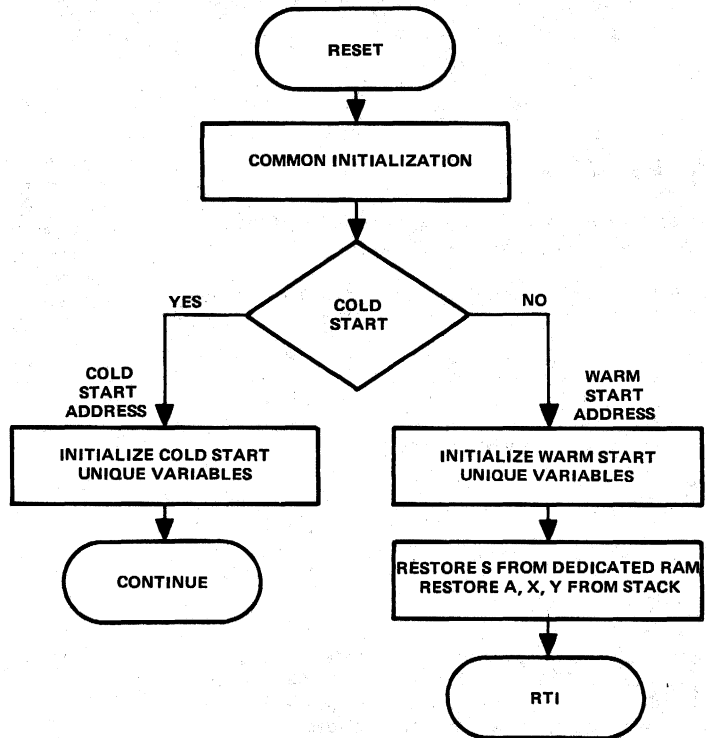 RESET
COMMON INITIALIZATION
COLD
START
YES
NO
COLD
START
ADDRESS
WARM
START
ADDRESS
INITIALIZE COLD START
UNIQUE VARIABLES
INITIALIZE WARM START
UNIQUE VARIABLES
CONTINUE
RESTORE S FROM DEDICATED RAM
RESTORE A, X, Y FROM STACK
RTI